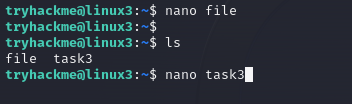 tryhackme@linux3:~$ nano file
tryhackme@linux3:~$
tryhackme@linux3:~$ ls
file  task3
tryhackme@linux3:~$ nano task3